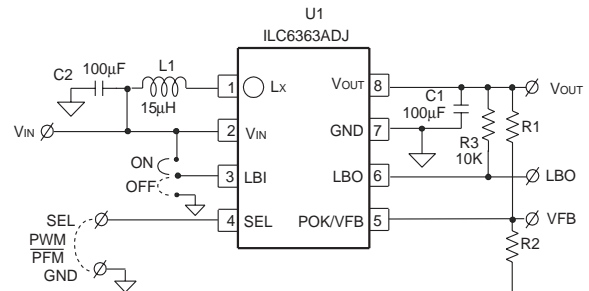 U1
ILC6363ADJ
C2 100µF L1
15µH
1 LX VOUT 8 VOUT
C1
100µF
VIN 2 VIN GND 7
R3
10K
R1
ON
OFF
3 LBI LBO 6 LBO
SEL 4 SEL POK/VFB 5 VFB
PWM
PFM
GND
R2